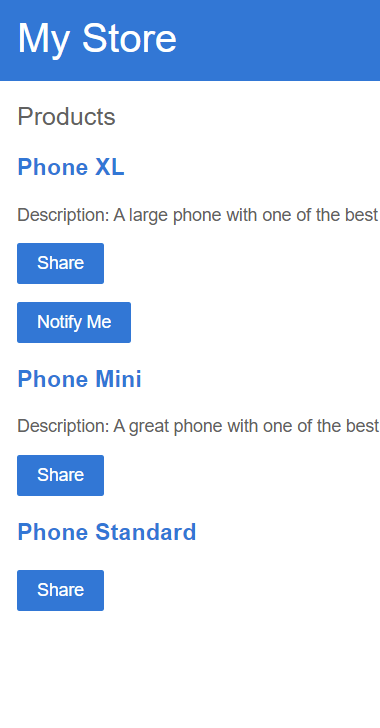 My Store
Products
Phone XL
Description: A large phone with one of the best
Share
Notify Me
Phone Mini
Description: A great phone with one of the best
Share
Phone Standard
Share